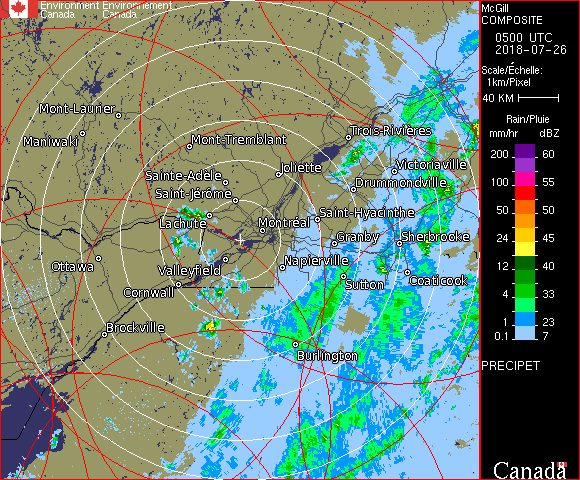 Environment Environnement
Canada Canada
McGill
COMPOSITE
0500 UTC
2018-07-26
Scale/Échelle:
1km/Pixel
40 KM
Rain/Pluie
mm/hr dBZ
200 60
100 55
50 50
24 45
12 40
4 33
1 23
0.1 7
PRECIPET
Canada
Mont-Laurier
Maniwaki
Mont-Tremblant
Trois-Rivières
Sainte-Adèle
Joliette
Victoriaville
Saint-Jérôme
Drummondville
Lachute
Montréal
Saint-Hyacinthe
Granby
Sherbrooke
Ottawa
Valleyfield
Napierville
Cornwall
Sutton
Coaticook
Brockville
Burlington